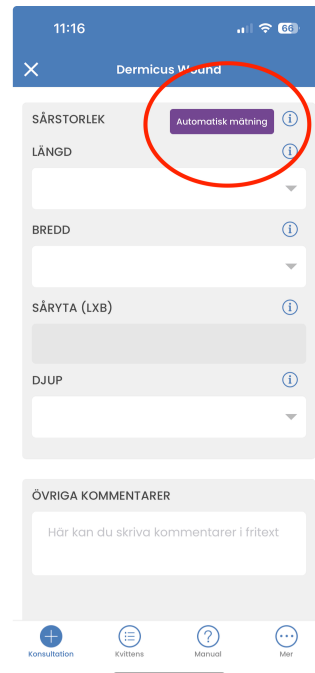 11:16
66
Dermicus Wound
SÅRSTORLEK
Automatisk mätning
LÄNGD
BREDD
SÅRYTA (LXB)
DJUP
ÖVRIGA KOMMENTARER
Här kan du skriva kommentarer i fritext
Konsultation
Kvittens
Manual
Mer